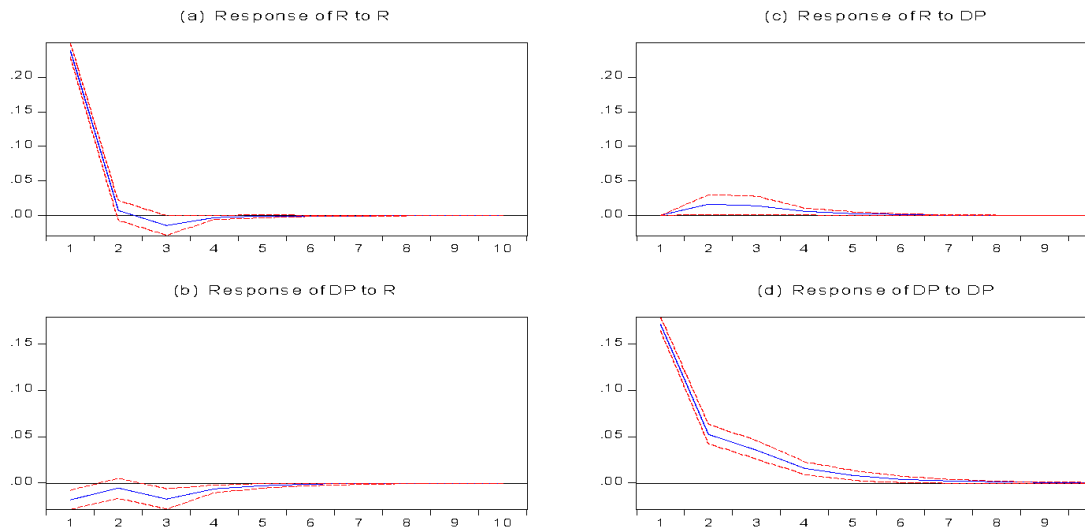 (a) Response of R to R
.20
.15
.10
.05
.00
1 2 3 4 5 6 7 8 9 10
(c) Response of R to DP
.20
.15
.10
.05
.00
1 2 3 4 5 6 7 8 9
(b) Response of DP to R
.15
.10
.05
.00
1 2 3 4 5 6 7 8 9 10
(d) Response of DP to DP
.15
.10
.05
.00
1 2 3 4 5 6 7 8 9